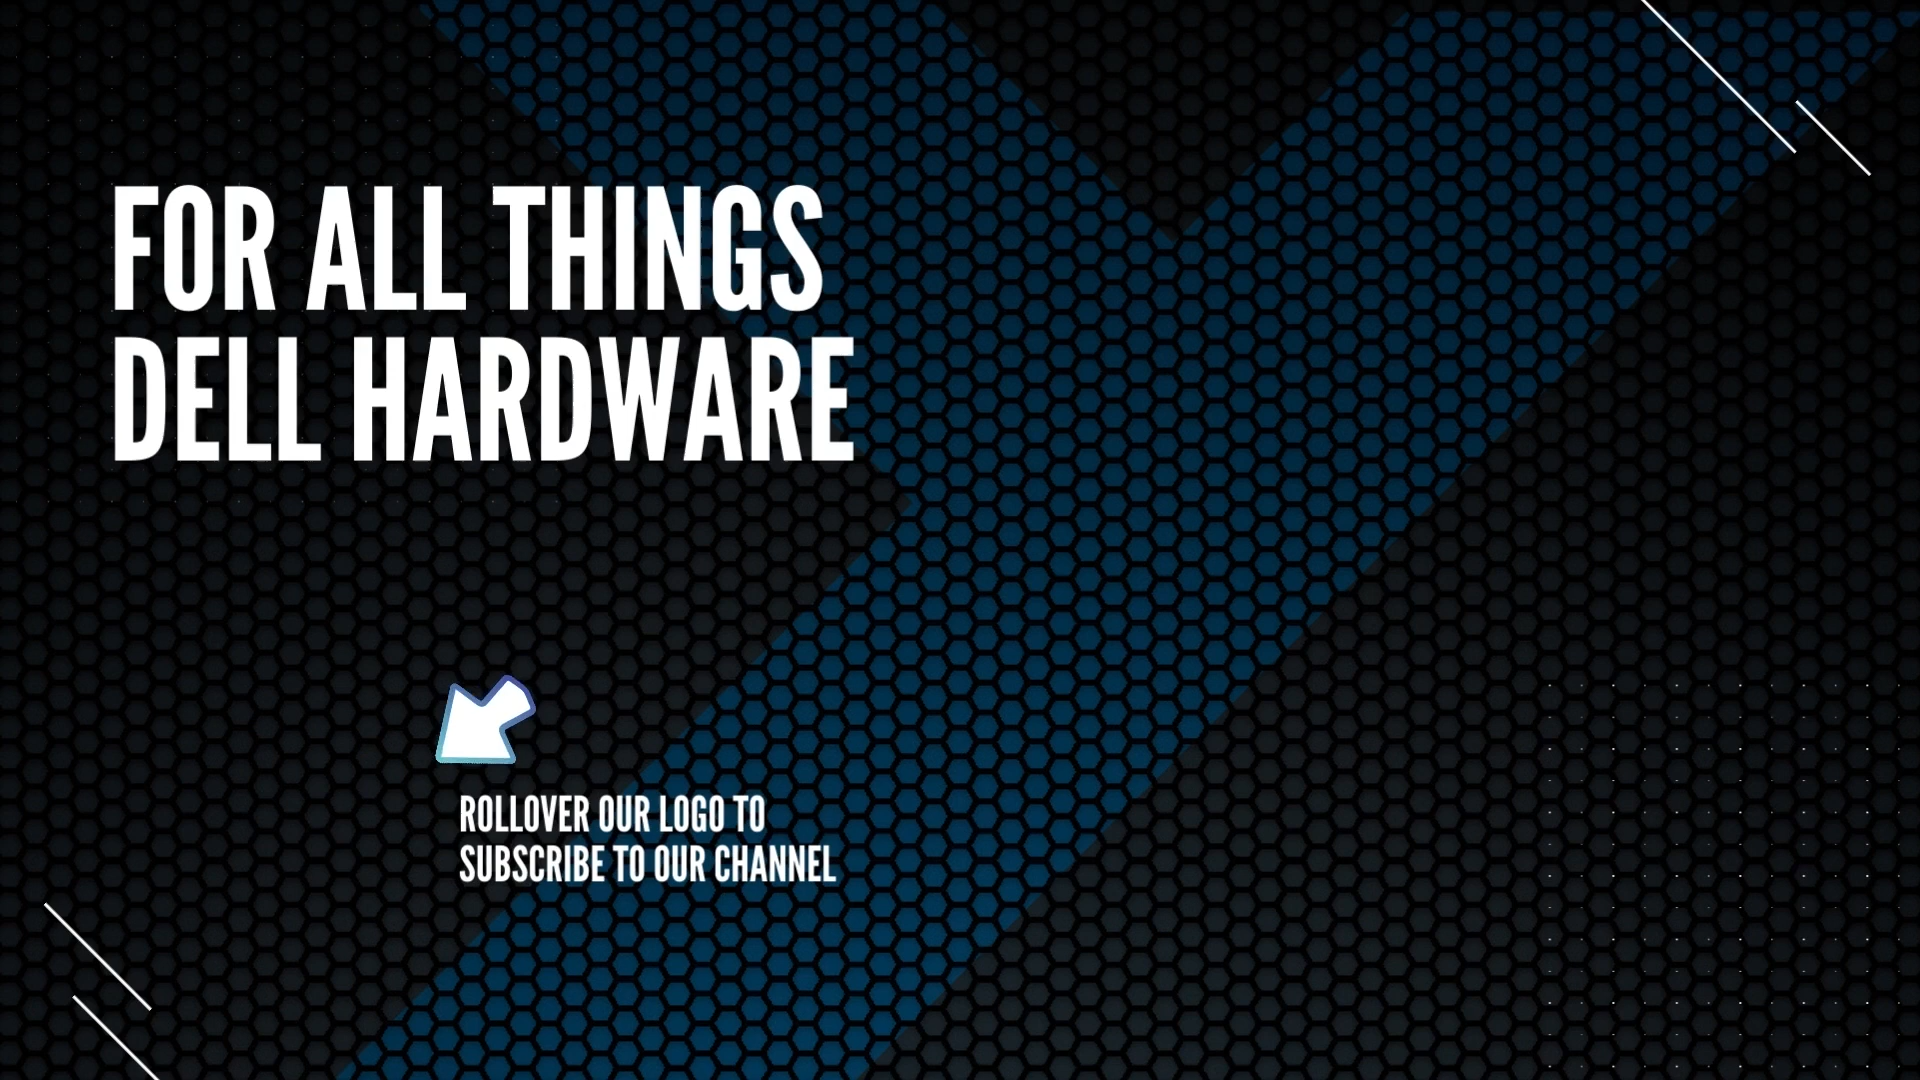 FOR ALL THINGS
DELL HARDWARE
ROLLOVER OUR LOGO TO
SUBSCRIBE TO OUR CHANNEL